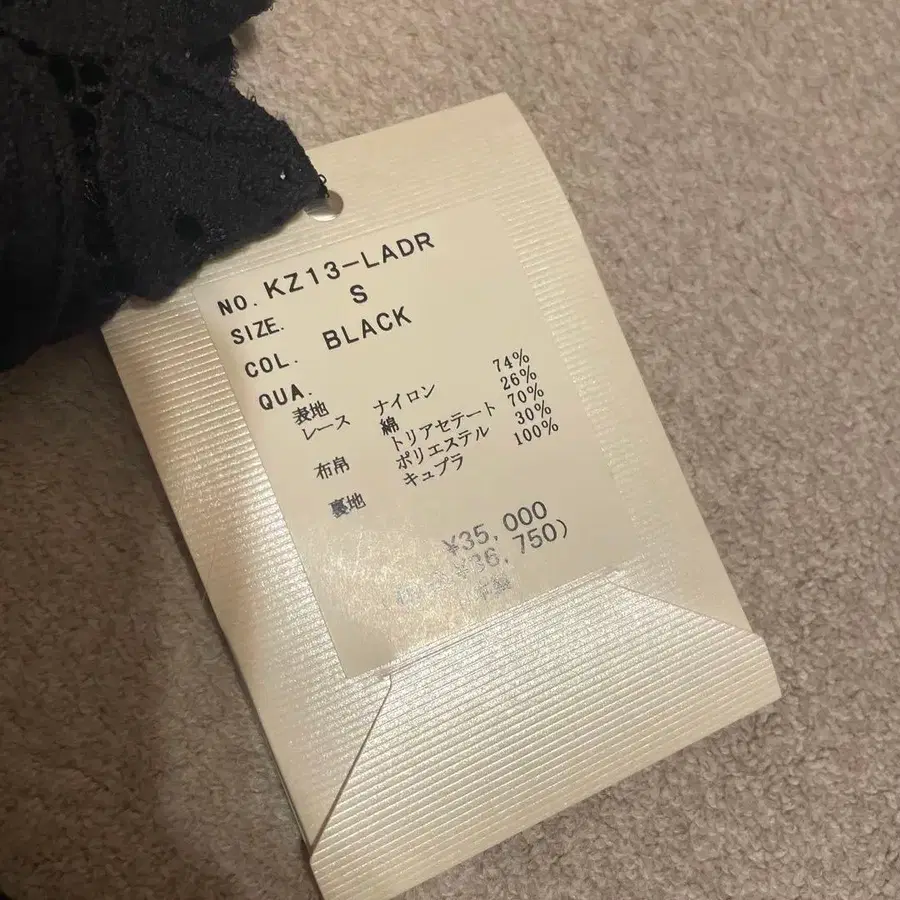 NO. KZ13-LADR
SIZE. S
COL. BLACK
QUA.
表地
レース ナイロン 74%
綿 26%
布帛 トリアセテート 70%
ポリエステル 30%
裏地 キュプラ 100%
¥35,000
¥36,750)